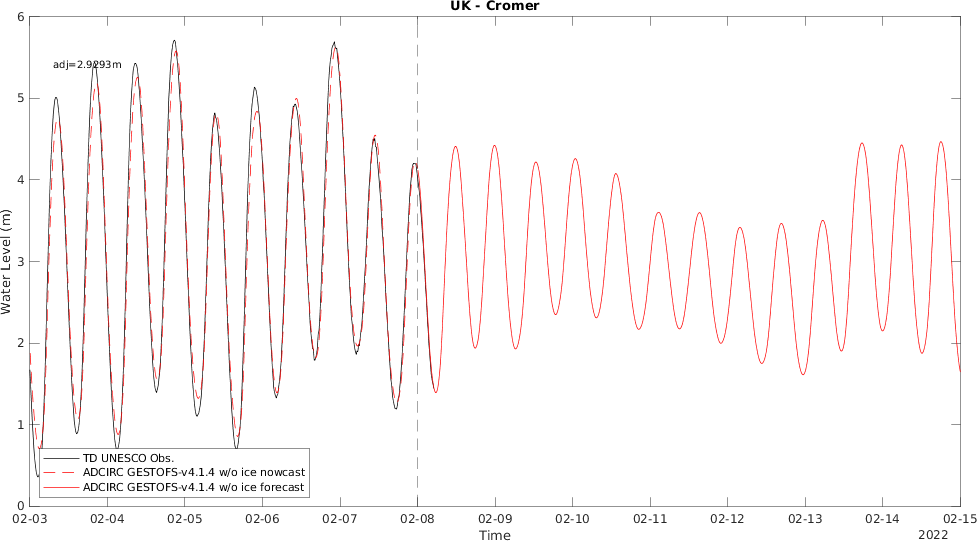 UK - Cromer
6
5
4
3
2
1
0
Water Level (m)
adj=2.9293m
TD UNESCO Obs.
ADCIRC GESTOFS-v4.1.4 w/o ice nowcast
ADCIRC GESTOFS-v4.1.4 w/o ice forecast
02-03 02-04 02-05 02-06 02-07 02-08 02-09 02-10 02-11 02-12 02-13 02-14 02-15
Time
2022